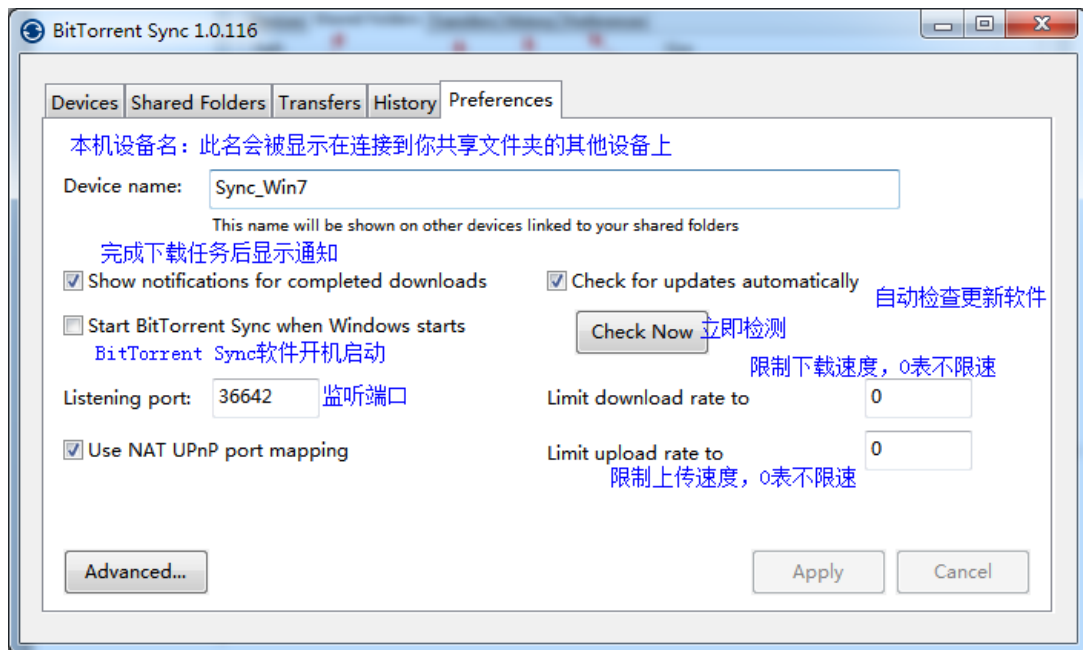 BitTorrent Sync 1.0.116
Devices Shared Folders Transfers History Preferences
本机设备名：此名会被显示在连接到你共享文件夹的其他设备上
Device name: Sync_Win7
This name will be shown on other devices linked to your shared folders
完成下载任务后显示通知
Show notifications for completed downloads
Check for updates automatically
自动检查更新软件
Start BitTorrent Sync when Windows starts
Check Now 立即检测
BitTorrent Sync软件开机启动
限制下载速度，0表不限速
Listening port: 36642 监听端口
Limit download rate to 0
Use NAT UPnP port mapping
Limit upload rate to 0
限制上传速度，0表不限速
Advanced...
Apply
Cancel